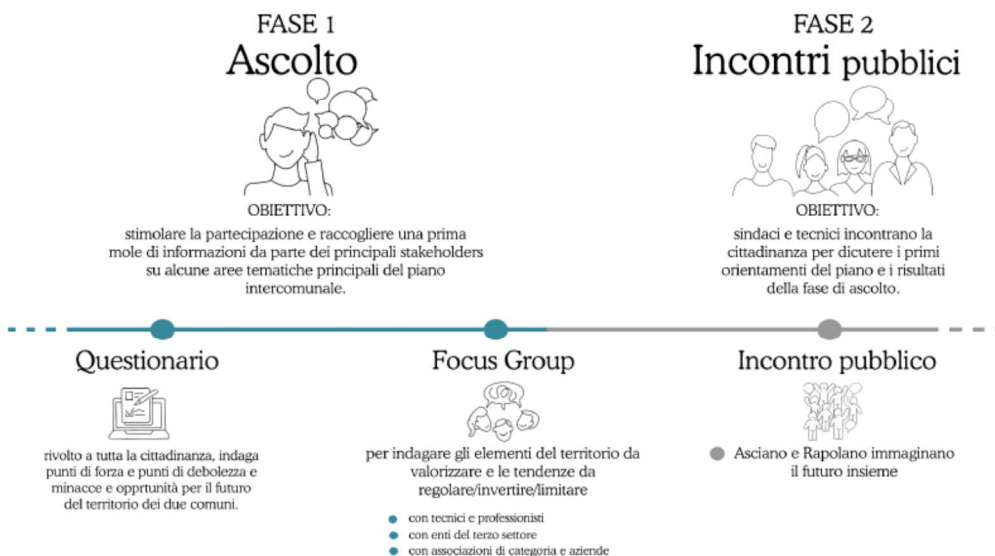 FASE 1
Ascolto
OBIETTIVO:
stimolare la partecipazione e raccogliere una prima
mole di informazioni da parte dei principali stakeholders
su alcune aree tematiche principali del piano
intercomunale.
FASE 2
Incontri pubblici
OBIETTIVO:
sindaci e tecnici incontrano la
cittadinanza per dicutere i primi
orientamenti del piano e i risultati
della fase di ascolto.
Questionario
rivolto a tutta la cittadinanza, indaga
punti di forza e punti di debolezza e
minacce e opprtunità per il futuro
del territorio dei due comuni.
Focus Group
per indagare gli elementi del territorio da
valorizzare e le tendenze da
regolare/invertire/limitare
con tecnici e professionisti
con enti del terzo settore
con associazioni di categoria e aziende
Incontro pubblico
Asciano e Rapolano immaginano
il futuro insieme